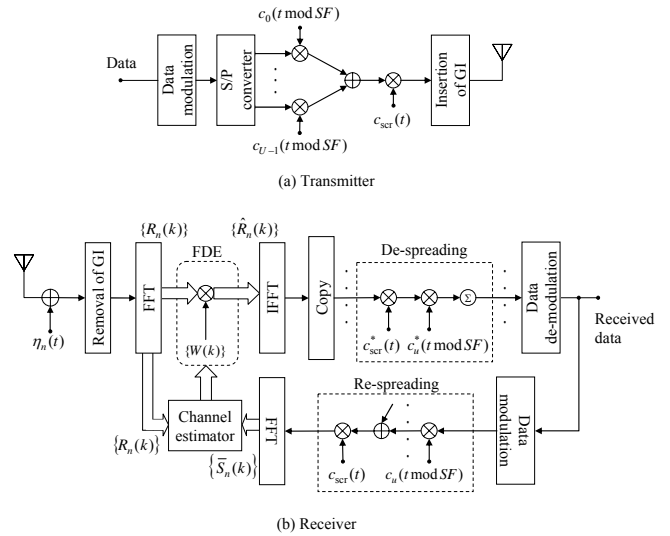 c_0(t mod SF)
Data
Data modulation
S/P converter
c_{U-1}(t mod SF)
c_scr(t)
Insertion of GI
(a) Transmitter
{R_n(k)}
{R̂_n(k)}
FDE
De-spreading
η_n(t)
Removal of GI
FFT
{W(k)}
IFFT
Copy
c*_scr(t)
c*_u(t mod SF)
Σ
Data de-modulation
Received data
Re-spreading
{R_n(k)}
Channel estimator
{S̅_n(k)}
FFT
c_scr(t)
c_u(t mod SF)
Data modulation
(b) Receiver